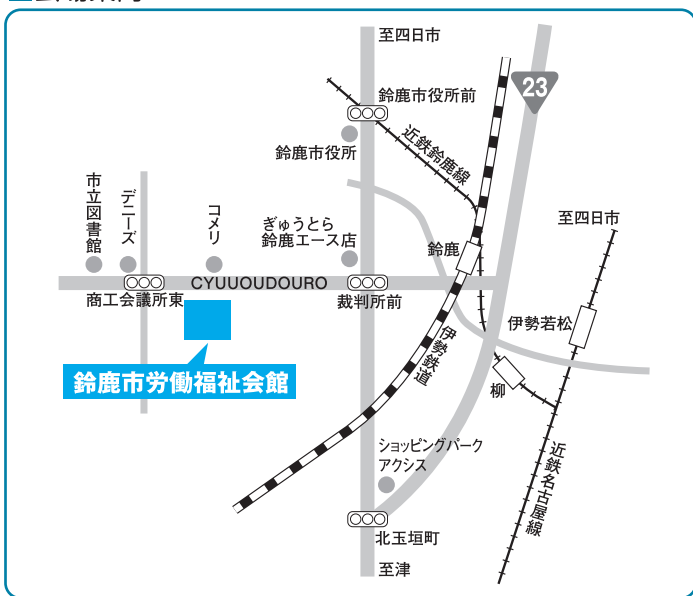 至四日市
23
鈴鹿市役所前
近鉄鈴鹿線
鈴鹿市役所
市立図書館
デニーズ
コメリ
ぎゅうとら
鈴鹿エース店
鈴鹿
至四日市
CYUUOUDOURO
商工会議所東
裁判所前
伊勢若松
伊勢鉄道
鈴鹿市労働福祉会館
柳
ショッピングパーク
アクシス
近鉄名古屋線
北玉垣町
至津